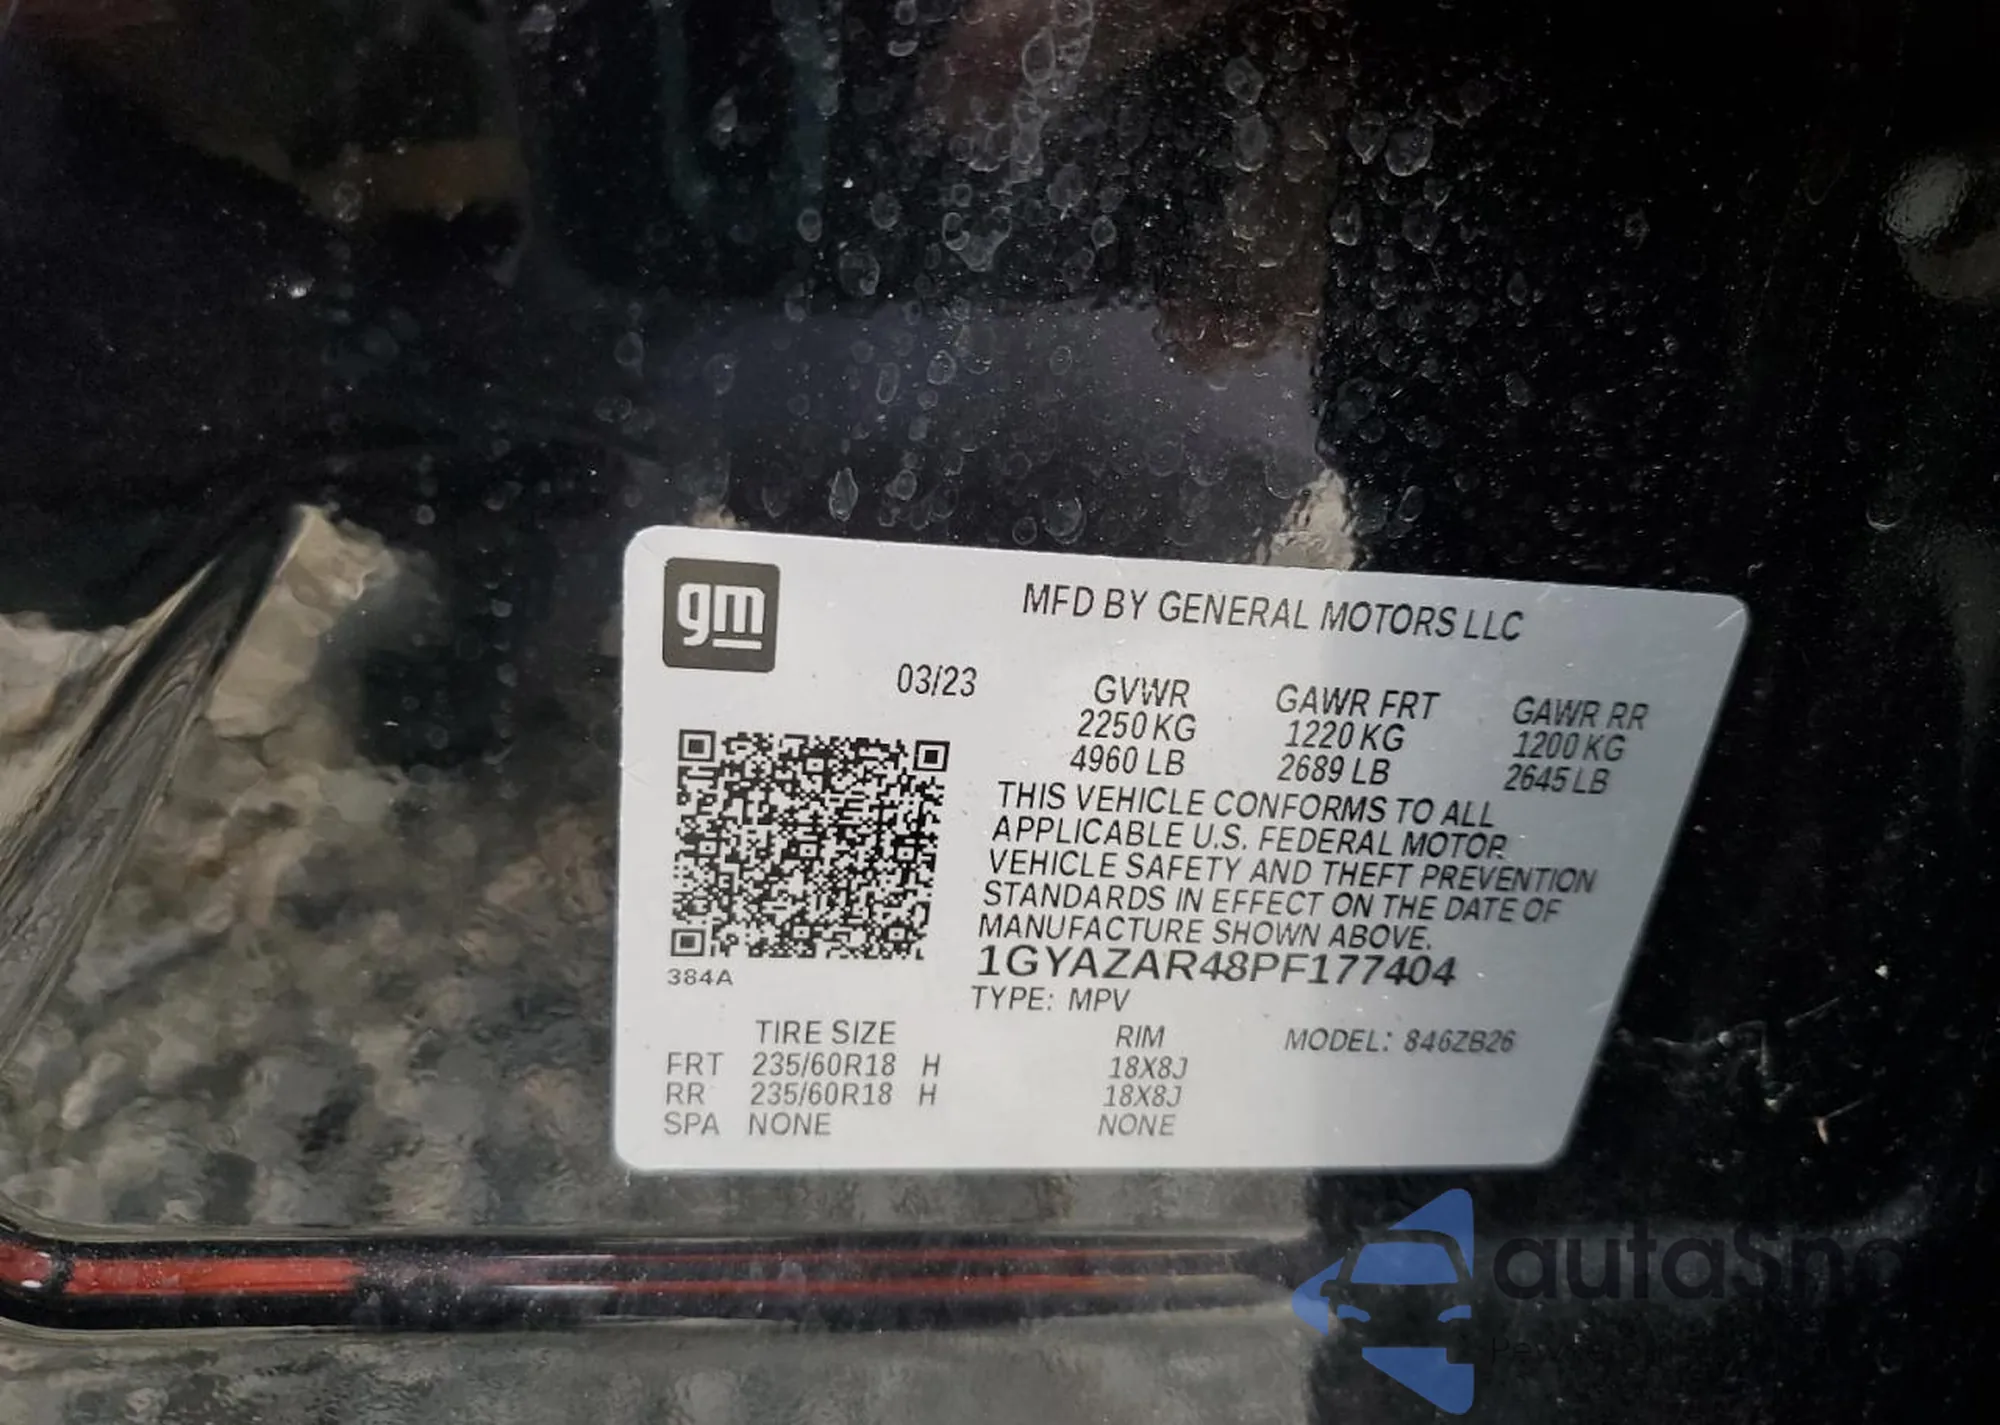 gm
MFD BY GENERAL MOTORS LLC
03/23
GVWR GAWR FRT GAWR RR
2250 KG 1220 KG 1200 KG
4960 LB 2689 LB 2645 LB
THIS VEHICLE CONFORMS TO ALL
APPLICABLE U.S. FEDERAL MOTOR
VEHICLE SAFETY AND THEFT PREVENTION
STANDARDS IN EFFECT ON THE DATE OF
MANUFACTURE SHOWN ABOVE.
1GYAZAR48PF177404
384A
TYPE: MPV
TIRE SIZE RIM MODEL: 846ZB26
FRT 235/60R18 H 18X8J
RR 235/60R18 H 18X8J
SPA NONE NONE
autaSna